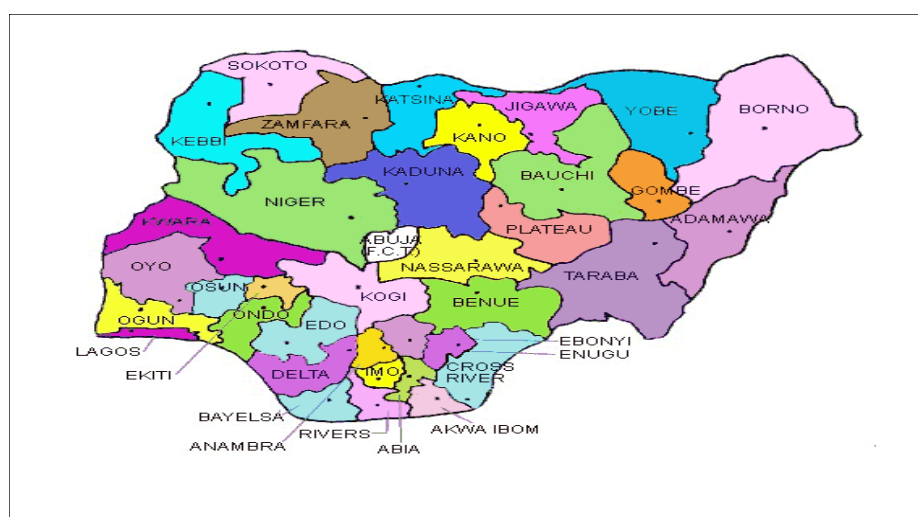 SOKOTO
KATSINA
JIGAWA
YOBE
BORNO
ZAMFARA
KANO
KEBBI
KADUNA
BAUCHI
GOMBE
NIGER
ADAMAWA
KWARA
PLATEAU
ABUJA
(F.C.T.)
OYO
NASSARAWA
TARABA
OSUN
KOGI
BENUE
OGUN
ONDO
EDO
EBONYI
LAGOS
ENUGU
EKITI
DELTA
IMO
CROSS
RIVER
BAYELSA
RIVERS
AKWA IBOM
ANAMBRA
ABIA